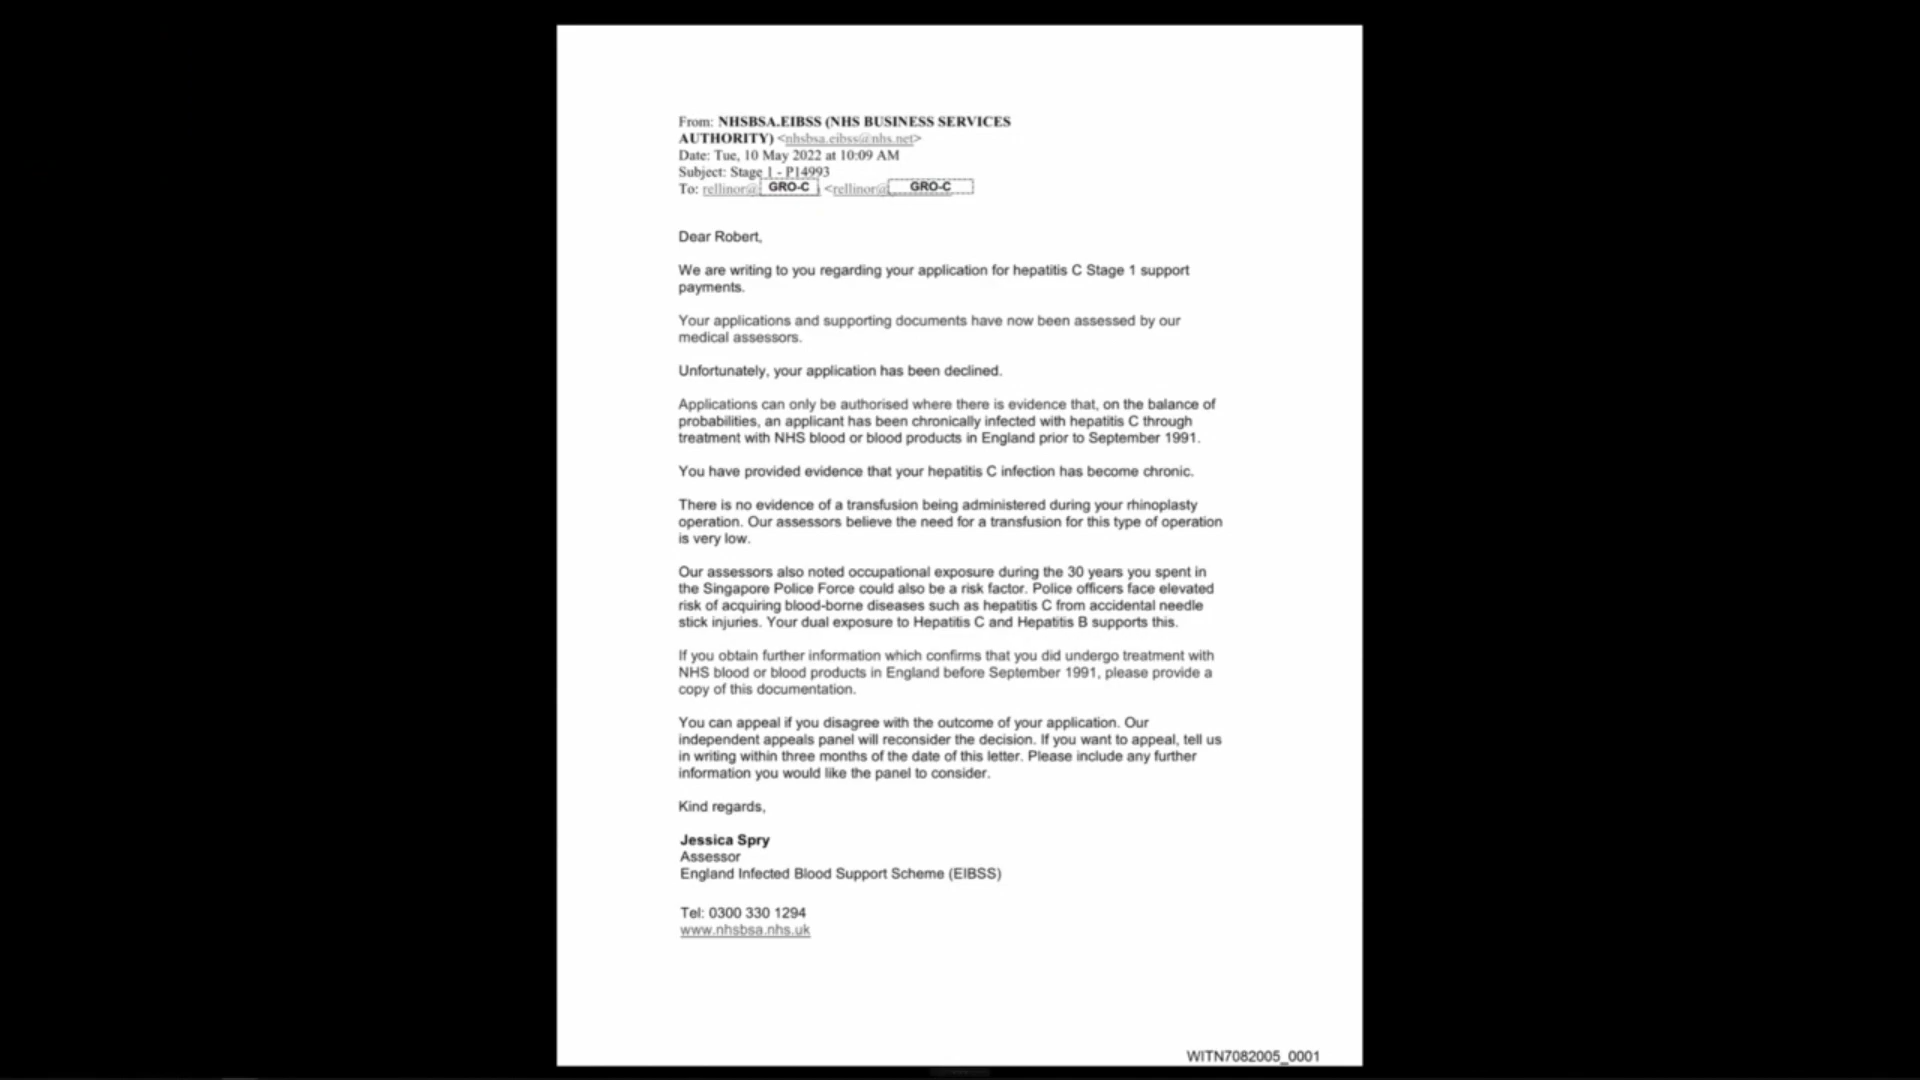 From: NHSBSA.EIBSS (NHS BUSINESS SERVICES
AUTHORITY) <nhsbsa.eibss@nhs.net>
Date: Tue, 10 May 2022 at 10:09 AM
Subject: Stage 1 - P14993
To: rellinor@ GRO-C <rellinor@ GRO-C
Dear Robert,
We are writing to you regarding your application for hepatitis C Stage 1 support
payments.
Your applications and supporting documents have now been assessed by our
medical assessors.
Unfortunately, your application has been declined.
Applications can only be authorised where there is evidence that, on the balance of
probabilities, an applicant has been chronically infected with hepatitis C through
treatment with NHS blood or blood products in England prior to September 1991.
You have provided evidence that your hepatitis C infection has become chronic.
There is no evidence of a transfusion being administered during your rhinoplasty
operation. Our assessors believe the need for a transfusion for this type of operation
is very low.
Our assessors also noted occupational exposure during the 30 years you spent in
the Singapore Police Force could also be a risk factor. Police officers face elevated
risk of acquiring blood-borne diseases such as hepatitis C from accidental needle
stick injuries. Your dual exposure to Hepatitis C and Hepatitis B supports this.
If you obtain further information which confirms that you did undergo treatment with
NHS blood or blood products in England before September 1991, please provide a
copy of this documentation.
You can appeal if you disagree with the outcome of your application. Our
independent appeals panel will reconsider the decision. If you want to appeal, tell us
in writing within three months of the date of this letter. Please include any further
information you would like the panel to consider.
Kind regards,
Jessica Spry
Assessor
England Infected Blood Support Scheme (EIBSS)
Tel: 0300 330 1294
www.nhsbsa.nhs.uk
WITN7082005_0001